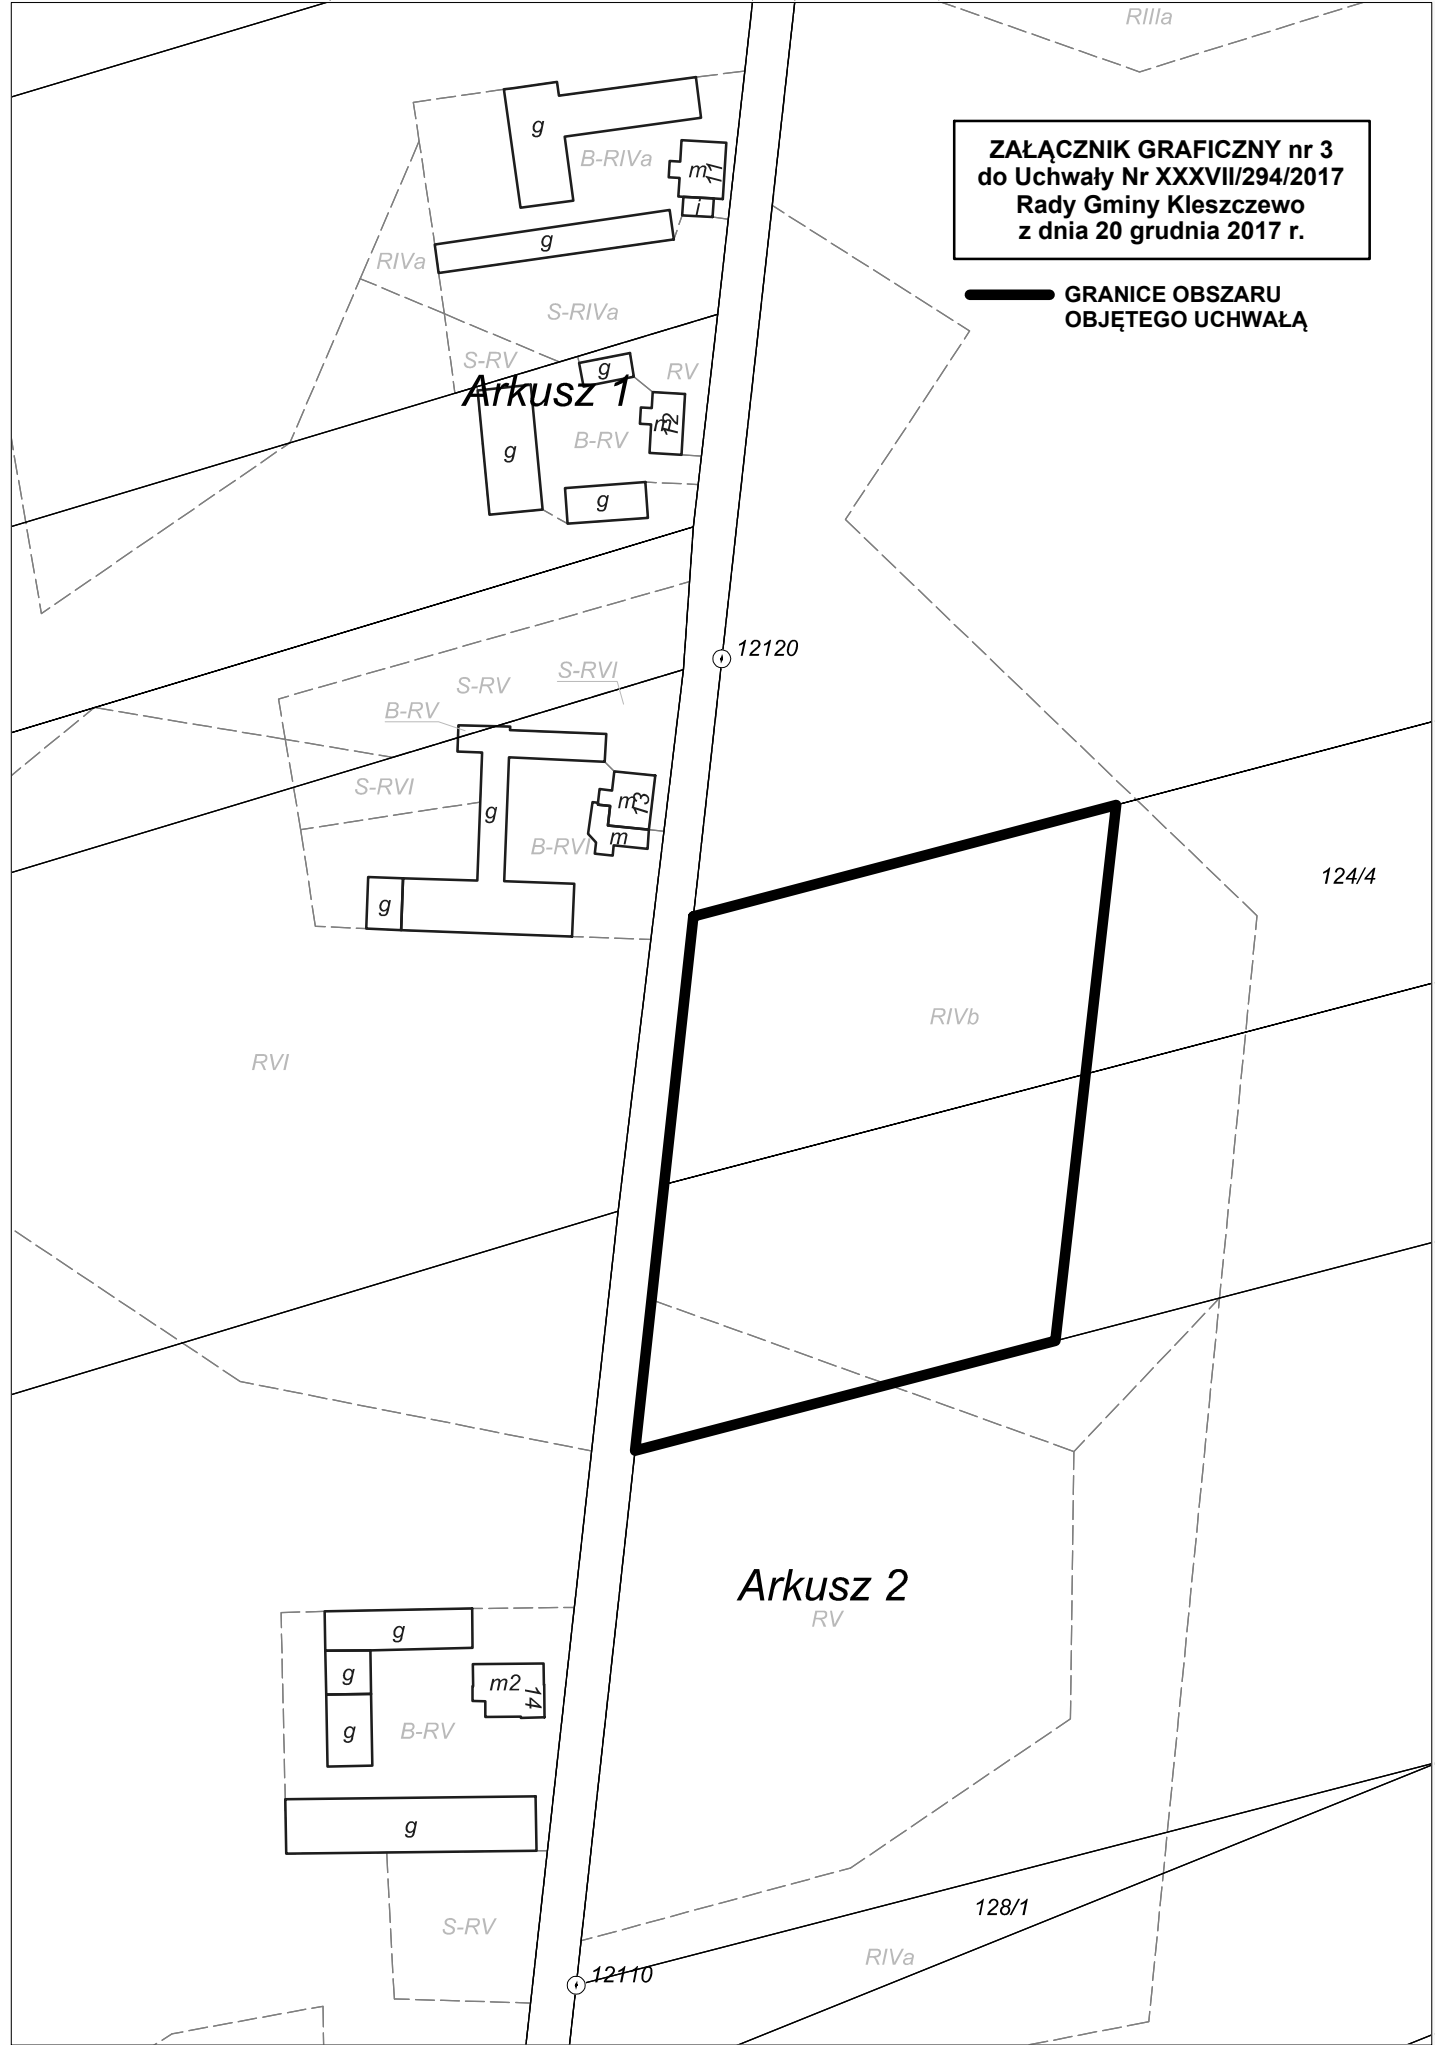 RIIIa
ZAŁĄCZNIK GRAFICZNY nr 3
do Uchwały Nr XXXVII/294/2017
Rady Gminy Kleszczewo
z dnia 20 grudnia 2017 r.
GRANICE OBSZARU
OBJĘTEGO UCHWAŁĄ
g
B-RIVa
m
11
i
g
RIVa
S-RIVa
S-RV
g
RV
Arkusz 1
m
12
B-RV
g
g
12120
S-RVI
S-RV
B-RV
S-RVI
g
m
13
m
B-RVI
g
124/4
RIVb
RVI
Arkusz 2
RV
g
g
m2
14
g
B-RV
g
128/1
S-RV
RIVa
12110